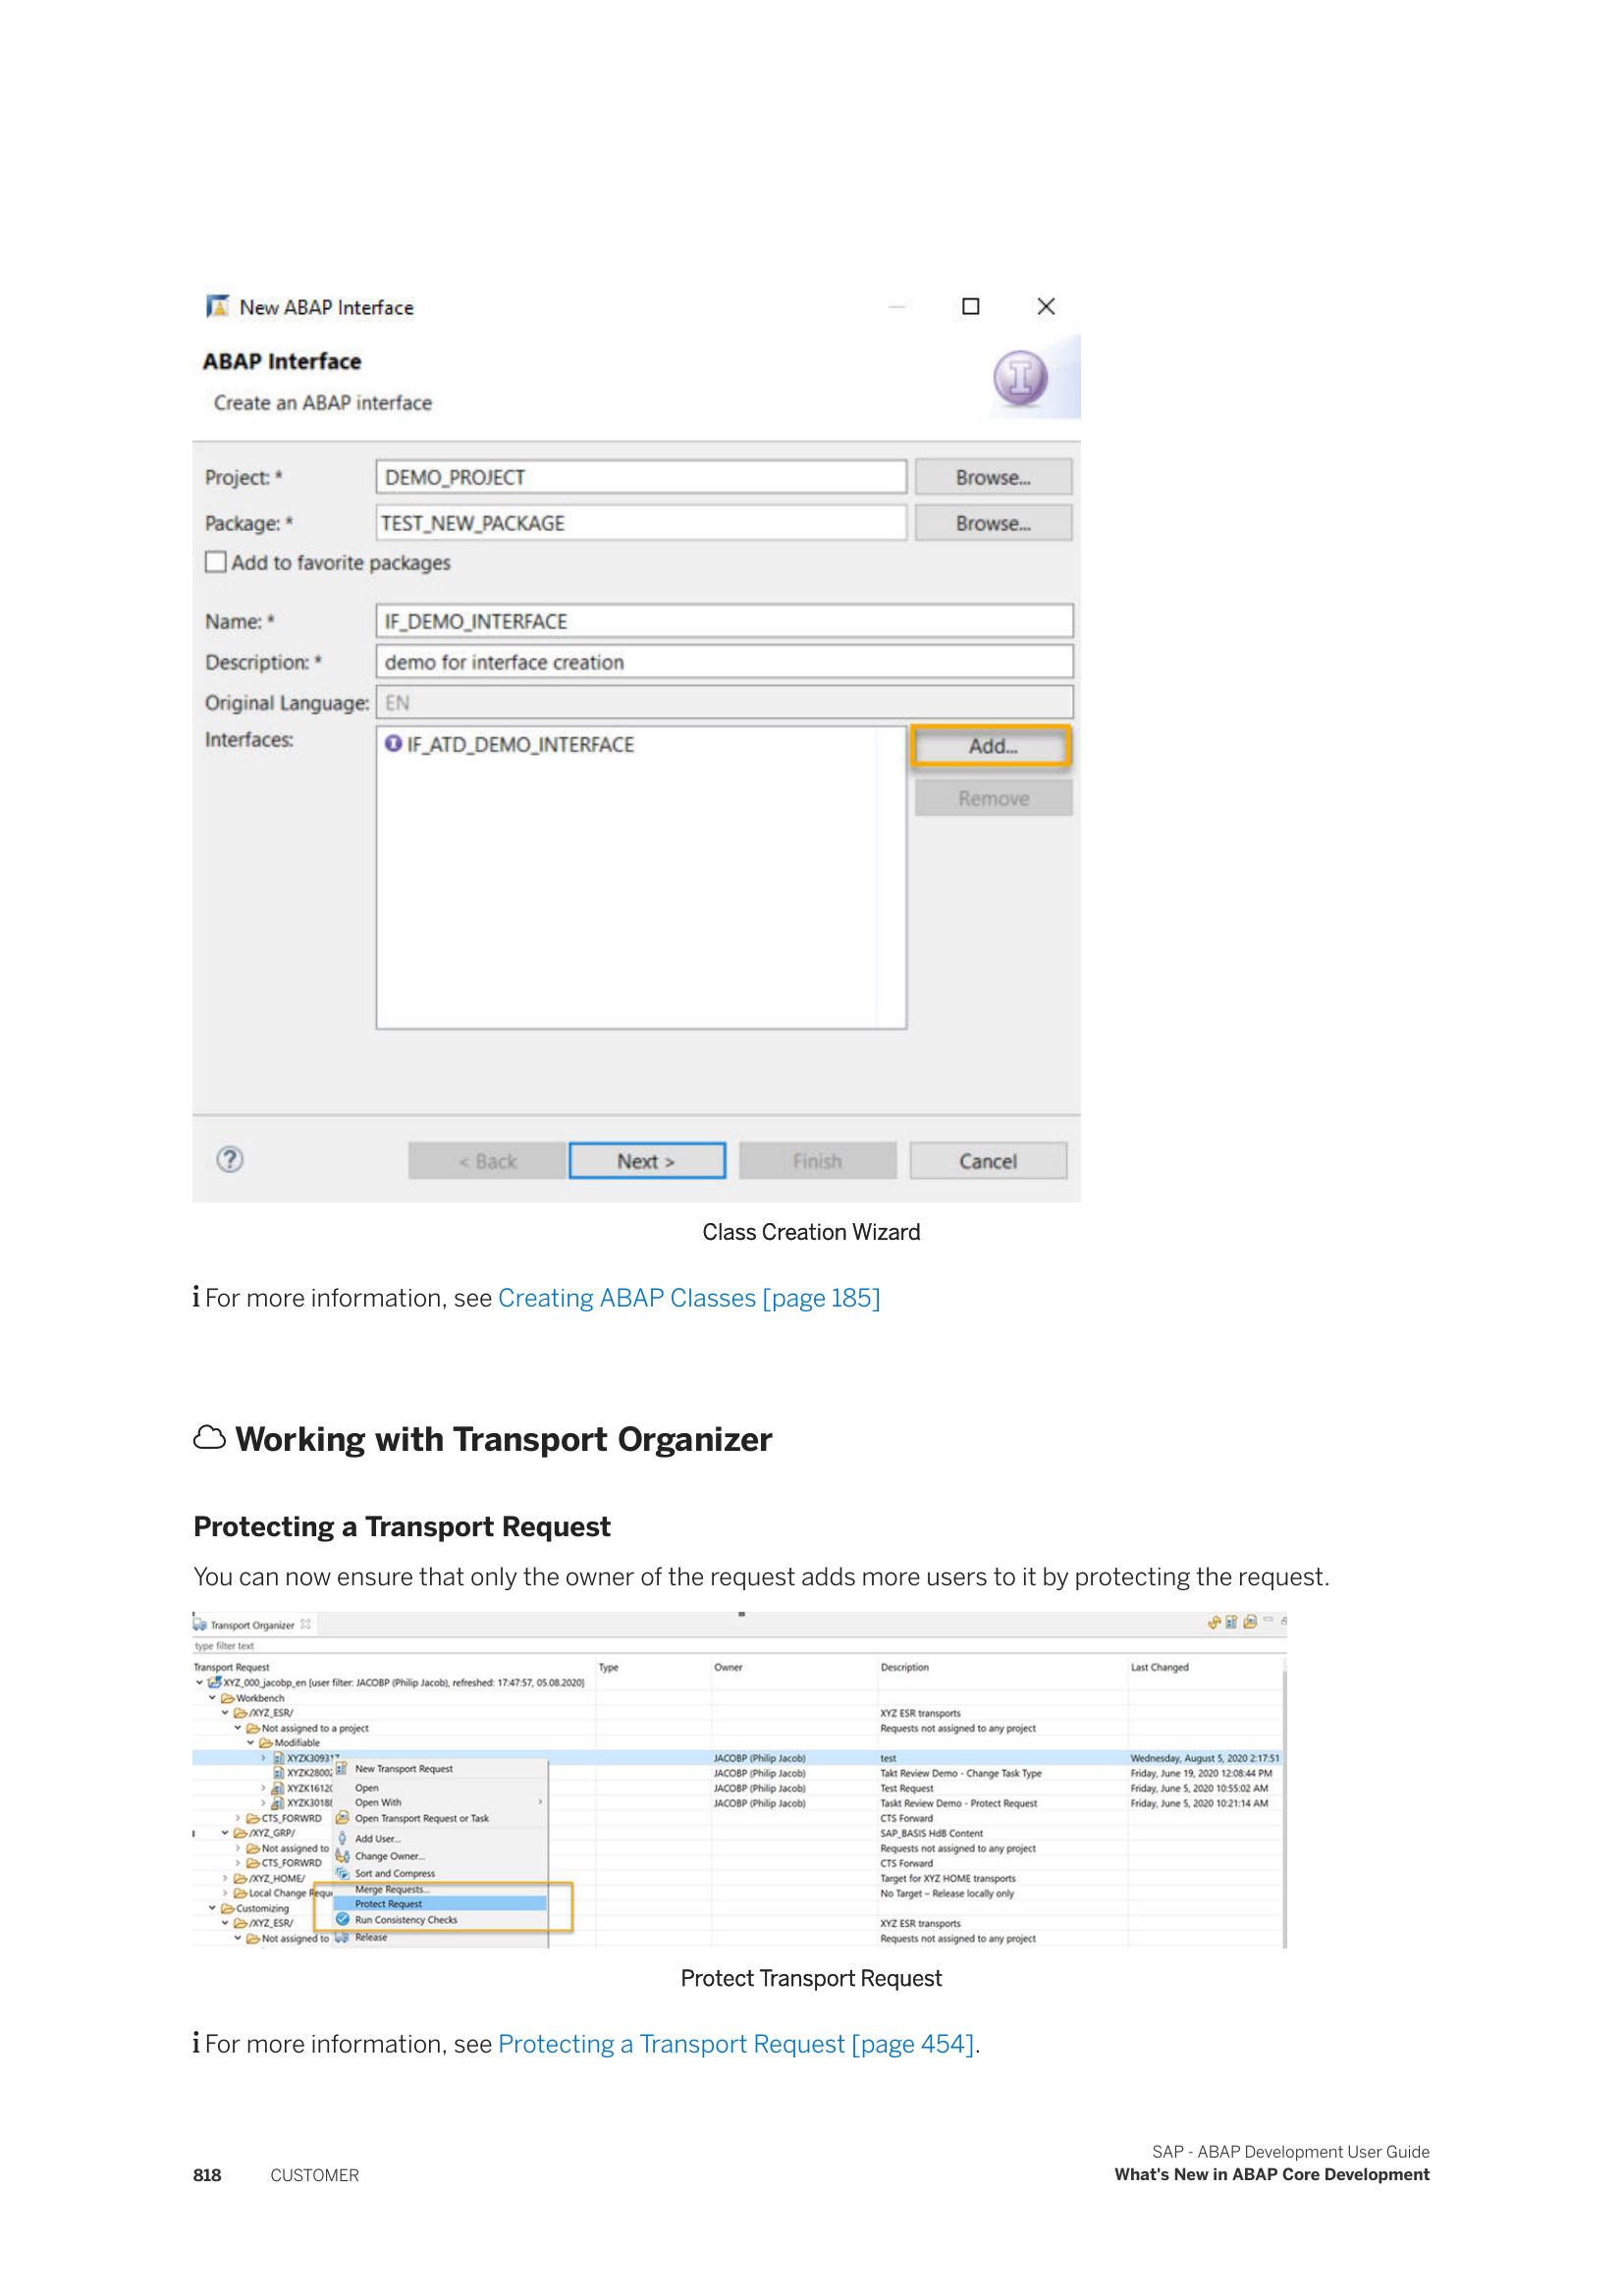 New ABAP Interface
ABAP Interface
Create an ABAP interface
Project: * DEMO_PROJECT Browse...
Package: * TEST_NEW_PACKAGE Browse...
Add to favorite packages
Name: * IF_DEMO_INTERFACE
Description: * demo for interface creation
Original Language: EN
Interfaces: IF_ATD_DEMO_INTERFACE Add...
Remove
< Back Next > Finish Cancel
Class Creation Wizard
i For more information, see Creating ABAP Classes [page 185]
Working with Transport Organizer
Protecting a Transport Request
You can now ensure that only the owner of the request adds more users to it by protecting the request.
Transport Organizer
type filter text
Transport Request Type Owner Description Last Changed
XYZ_000_jacobp_en [user filter: JACOBP (Philip Jacob), refreshed: 17:47:57, 05.08.2020]
Workbench
/XYZ_ESR/ XYZ ESR transports
Not assigned to a project Requests not assigned to any project
Modifiable
XYZK309317 JACOBP (Philip Jacob) test Wednesday, August 5, 2020 2:17:51
New Transport Request
XYZK28002 JACOBP (Philip Jacob) Takt Review Demo - Change Task Type Friday, June 19, 2020 12:08:44 PM
XYZK1612 Open JACOBP (Philip Jacob) Test Request Friday, June 5, 2020 10:55:02 AM
XYZK3018 Open With JACOBP (Philip Jacob) Taskt Review Demo - Protect Request Friday, June 5, 2020 10:21:14 AM
CTS_FORWRD Open Transport Request or Task CTS Forward
/XYZ_GRP/ Add User... SAP_BASIS HdB Content
Not assigned to Change Owner... Requests not assigned to any project
CTS_FORWRD Sort and Compress CTS Forward
/XYZ_HOME/ Merge Requests... Target for XYZ HOME transports
Local Change Requ No Target – Release locally only
Protect Request
Customizing
/XYZ_ESR/ Run Consistency Checks XYZ ESR transports
Not assigned to Release Requests not assigned to any project
Protect Transport Request
i For more information, see Protecting a Transport Request [page 454].
SAP - ABAP Development User Guide
818 CUSTOMER What's New in ABAP Core Development